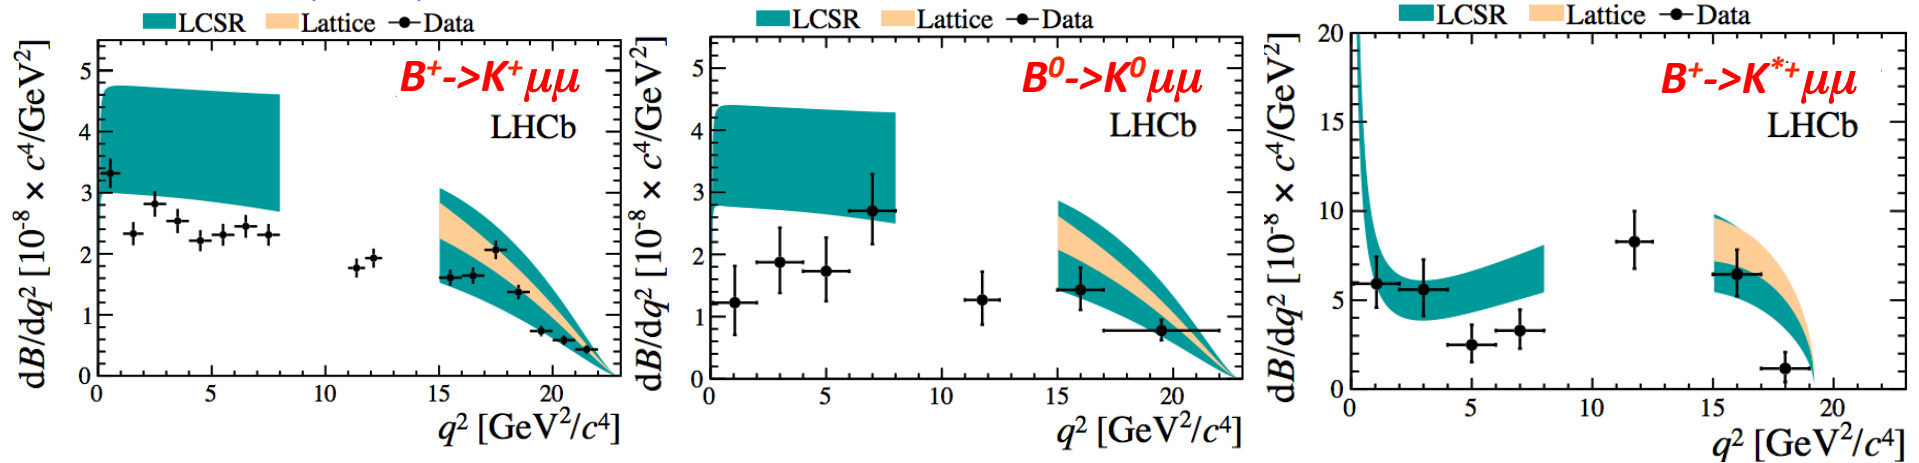 LCSR Lattice Data
dB/dq² [10⁻⁸ × c⁴/GeV²]
5
4
3
2
1
0
B⁺->K⁺μμ
LHCb
0 5 10 15 20
q² [GeV²/c⁴]
LCSR Lattice Data
dB/dq² [10⁻⁸ × c⁴/GeV²]
5
4
3
2
1
0
B⁰->K⁰μμ
LHCb
0 5 10 15 20
q² [GeV²/c⁴]
LCSR Lattice Data
dB/dq² [10⁻⁸ × c⁴/GeV²]
20
15
10
5
0
B⁺->K*⁺μμ
LHCb
0 5 10 15 20
q² [GeV²/c⁴]